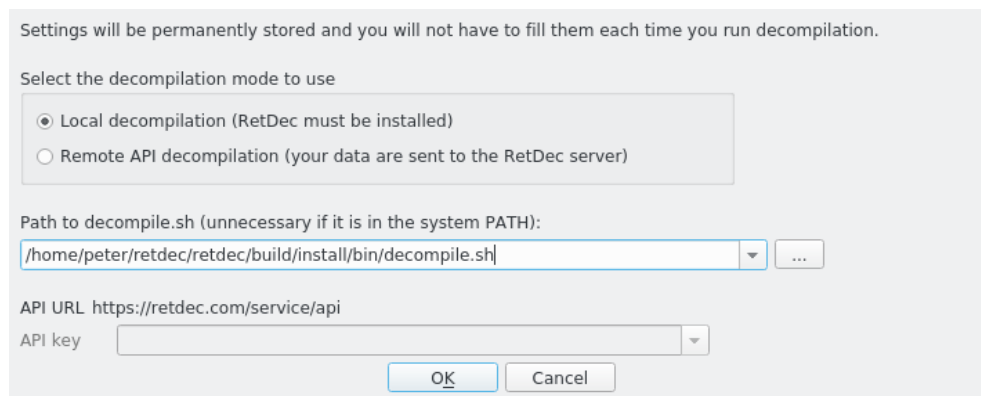 Settings will be permanently stored and you will not have to fill them each time you run decompilation.
Select the decompilation mode to use
Local decompilation (RetDec must be installed)
Remote API decompilation (your data are sent to the RetDec server)
Path to decompile.sh (unnecessary if it is in the system PATH):
/home/peter/retdec/retdec/build/install/bin/decompile.sh
...
API URL https://retdec.com/service/api
API key
OK Cancel